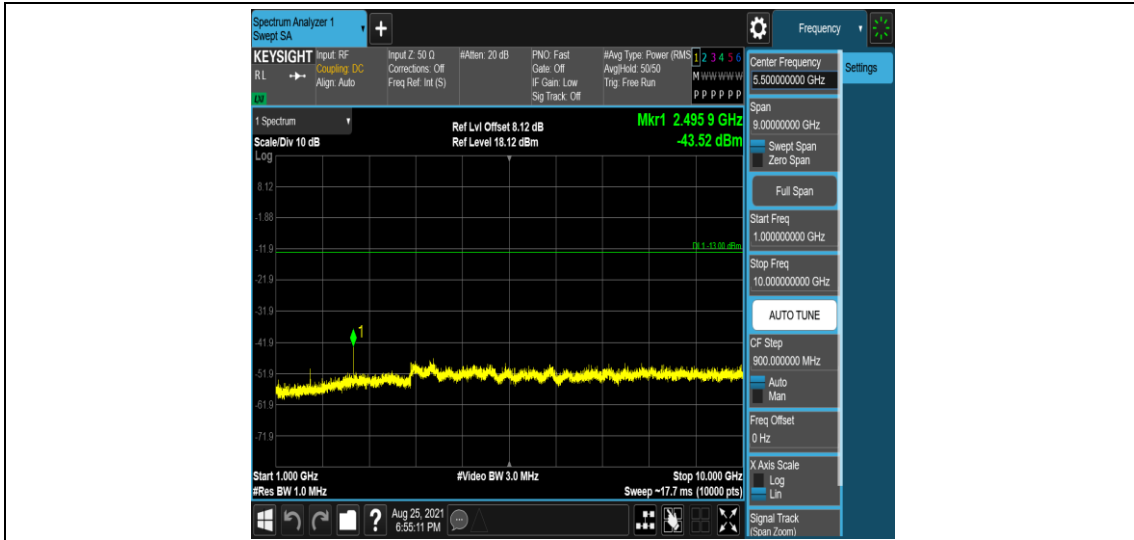 Spectrum Analyzer 1
Swept SA
+
Frequency
KEYSIGHT
RL
LXI
Input: RF
Coupling: DC
Align: Auto
Input Z: 50 Ω
Corrections: Off
Freq Ref: Int (S)
#Atten: 20 dB
PNO: Fast
Gate: Off
IF Gain: Low
Sig Track: Off
#Avg Type: Power (RMS
Avg|Hold: 50/50
Trig: Free Run
1 2 3 4 5 6
M W W W W W
P P P P P P
1 Spectrum
Scale/Div 10 dB
Log
Ref Lvl Offset 8.12 dB
Ref Level 18.12 dBm
Mkr1 2.495 9 GHz
-43.52 dBm
8.12
-1.88
-11.9
DL1 -13.00 dBm
-21.9
-31.9
1
-41.9
-51.9
-61.9
-71.9
Start 1.000 GHz
#Res BW 1.0 MHz
#Video BW 3.0 MHz
Stop 10.000 GHz
Sweep ~17.7 ms (10000 pts)
Center Frequency
5.500000000 GHz
Settings
Span
9.00000000 GHz
Swept Span
Zero Span
Full Span
Start Freq
1.000000000 GHz
Stop Freq
10.000000000 GHz
AUTO TUNE
CF Step
900.000000 MHz
Auto
Man
Freq Offset
0 Hz
X Axis Scale
Log
Lin
Signal Track
(Span Zoom)
?
Aug 25, 2021
6:55:11 PM